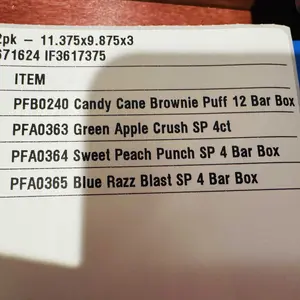 2pk – 11.375x9.875x3
671624 IF3617375
ITEM
PFB0240 Candy Cane Brownie Puff 12 Bar Box
PFA0363 Green Apple Crush SP 4ct
PFA0364 Sweet Peach Punch SP 4 Bar Box
PFA0365 Blue Razz Blast SP 4 Bar Box